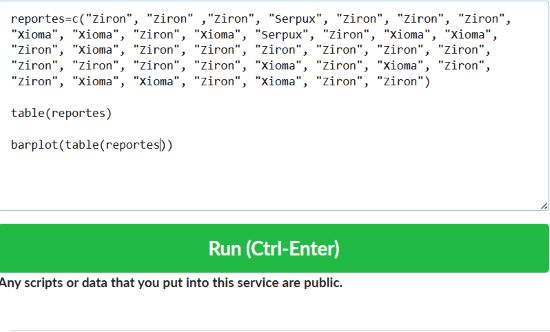 reportes=c("Ziron", "Ziron" ,"Ziron", "Serpux", "Ziron", "Ziron", "Ziron",
"Xioma", "Xioma", "Ziron", "Xioma", "Serpux", "Ziron", "Xioma", "Xioma",
"Ziron", "Xioma", "Ziron", "Ziron", "Ziron", "Ziron", "Ziron", "Ziron",
"Ziron", "Ziron", "Ziron", "Ziron", "Xioma", "Ziron", "Xioma", "Ziron",
"Ziron", "Xioma", "Xioma", "Ziron", "Xioma", "Ziron", "Ziron")
table(reportes)
barplot(table(reportes))
Run (Ctrl-Enter)
Any scripts or data that you put into this service are public.